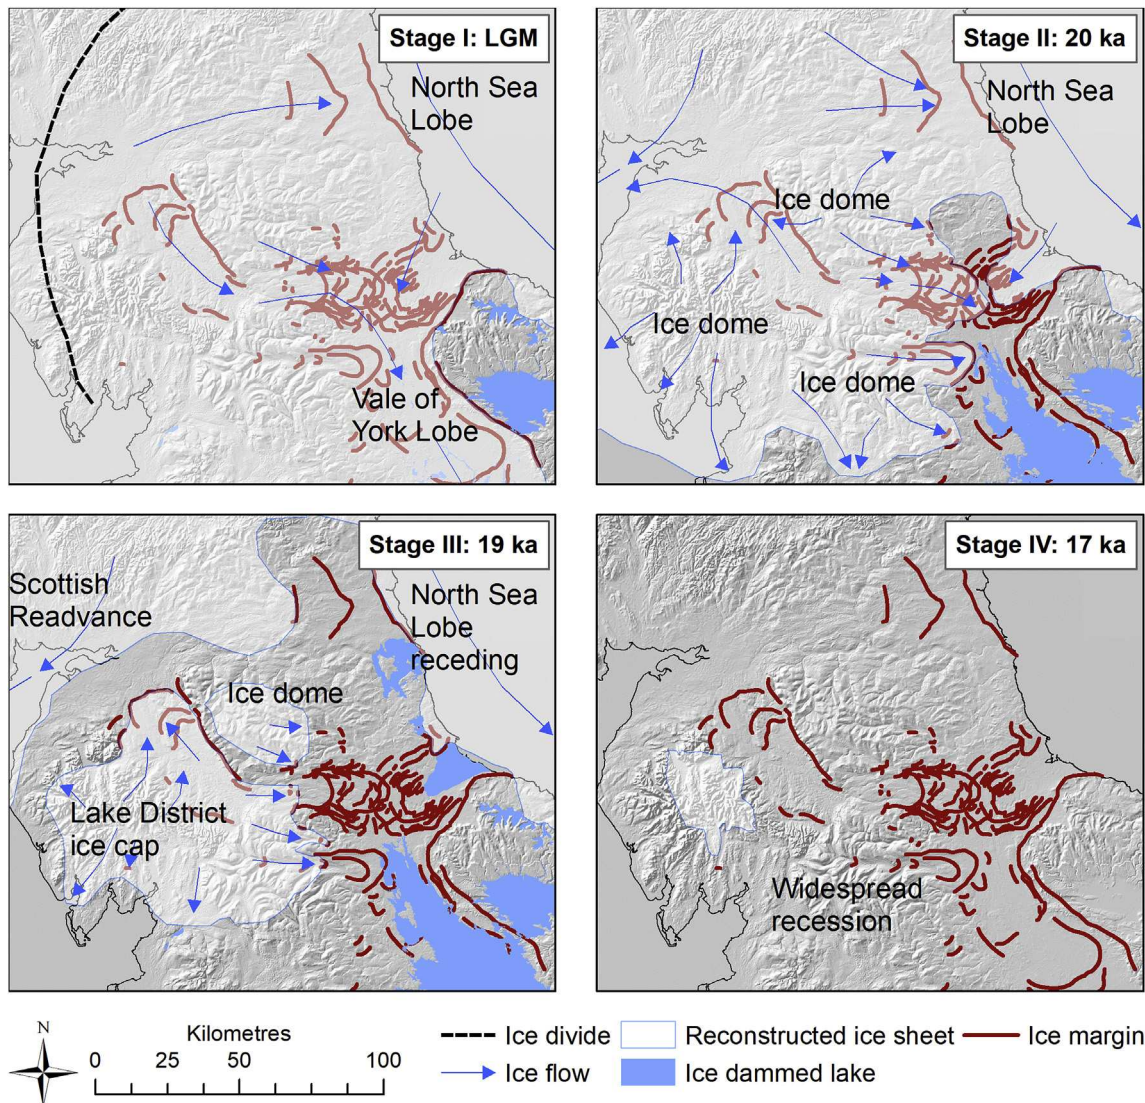 Stage I: LGM
North Sea
Lobe
Vale of
York Lobe
Stage II: 20 ka
North Sea
Lobe
Ice dome
Ice dome
Ice dome
Stage III: 19 ka
Scottish
Readvance
North Sea
Lobe
receding
Ice dome
Lake District
ice cap
Stage IV: 17 ka
Widespread
recession
N
Kilometres
0 25 50 100
Ice divide
Reconstructed ice sheet
Ice margin
Ice flow
Ice dammed lake